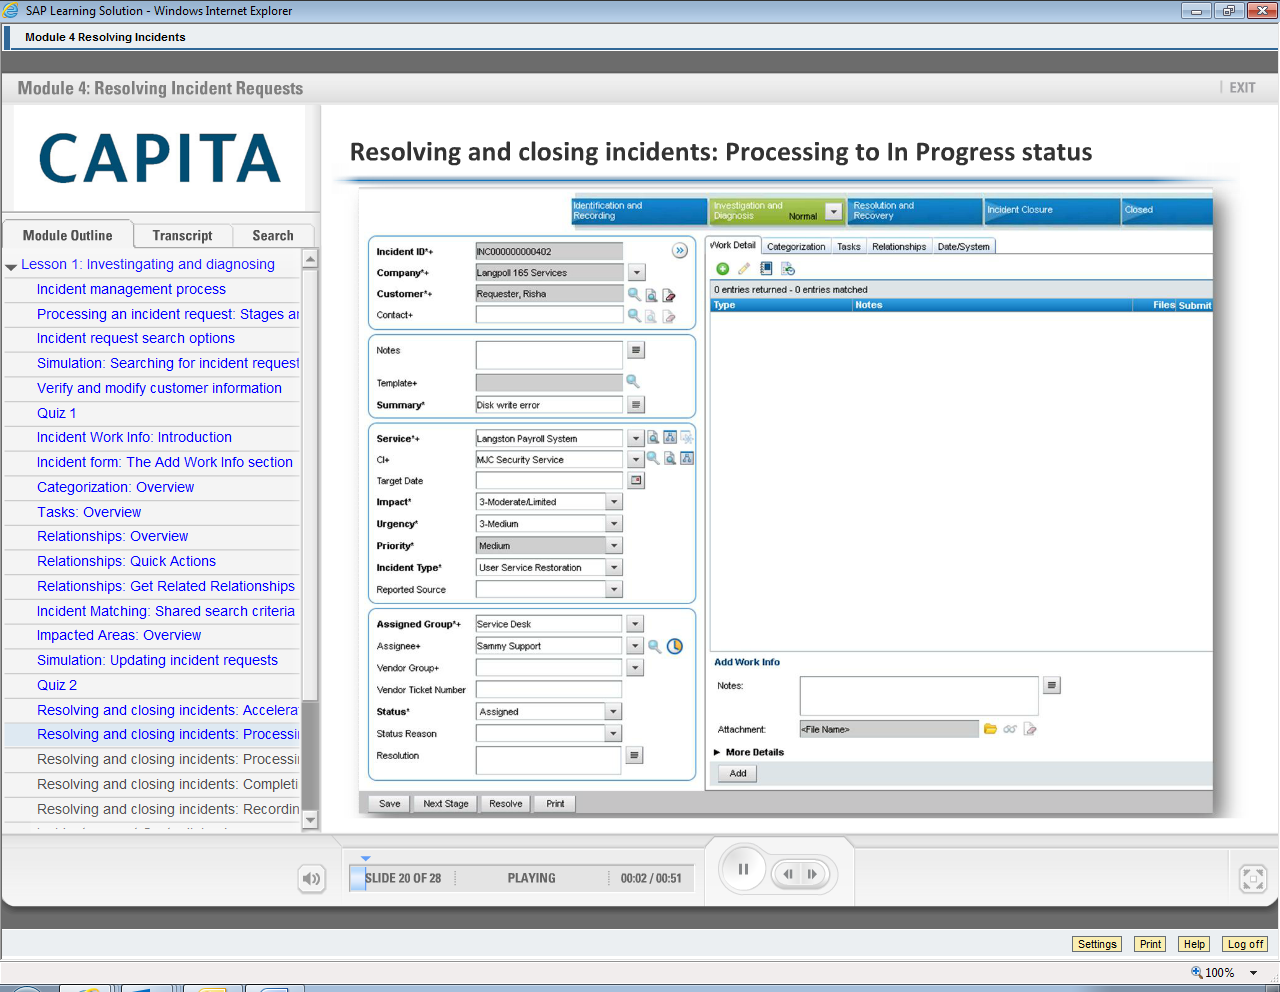 SAP Learning Solution - Windows Internet Explorer
Module 4 Resolving Incidents
Module 4: Resolving Incident Requests
EXIT
CAPITA
Module Outline
Transcript
Search
Lesson 1: Investingating and diagnosing
Incident management process
Processing an incident request: Stages ar
Incident request search options
Simulation: Searching for incident request
Verify and modify customer information
Quiz 1
Incident Work Info: Introduction
Incident form: The Add Work Info section
Categorization: Overview
Tasks: Overview
Relationships: Overview
Relationships: Quick Actions
Relationships: Get Related Relationships
Incident Matching: Shared search criteria
Impacted Areas: Overview
Simulation: Updating incident requests
Quiz 2
Resolving and closing incidents: Accelera
Resolving and closing incidents: Processi
Resolving and closing incidents: Processi
Resolving and closing incidents: Completi
Resolving and closing incidents: Recordin
Resolving and closing incidents: Processing to In Progress status
Identification and
Recording
Investigation and
Diagnosis
Normal
Resolution and
Recovery
Incident Closure
Closed
Incident ID*+
INC000000000402
Company*+
Langpoll 165 Services
Customer*+
Requester, Risha
Contact+
Notes
Template+
Summary*
Disk write error
Service*+
Langston Payroll System
CI+
MJC Security Service
Target Date
Impact*
3-Moderate/Limited
Urgency*
3-Medium
Priority*
Medium
Incident Type*
User Service Restoration
Reported Source
Assigned Group*+
Service Desk
Assignee+
Sammy Support
Vendor Group+
Vendor Ticket Number
Status*
Assigned
Status Reason
Resolution
Save
Next Stage
Resolve
Print
Work Detail
Categorization
Tasks
Relationships
Date/System
0 entries returned - 0 entries matched
Type
Notes
Files
Submit
Add Work Info
Notes:
Attachment:
<File Name>
More Details
Add
SLIDE 20 OF 28
PLAYING
00:02 / 00:51
Settings
Print
Help
Log off
100%